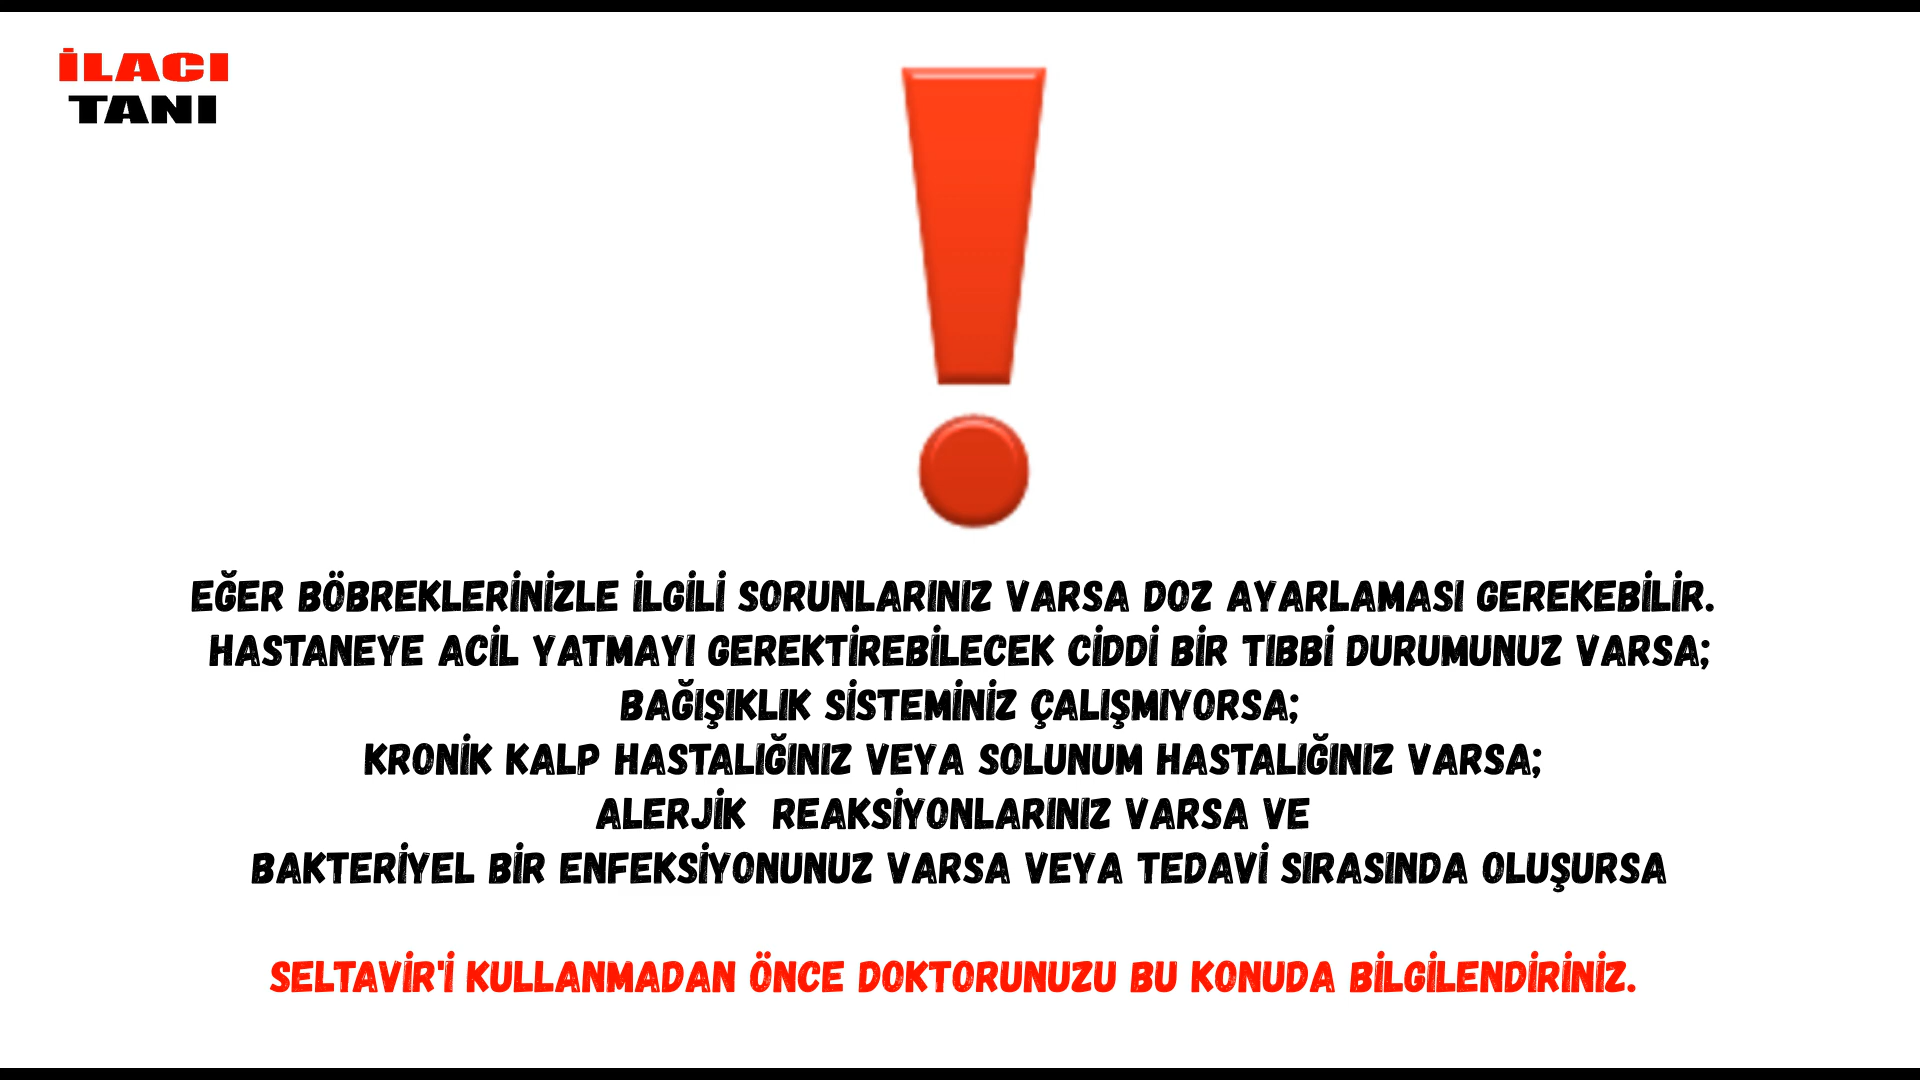 İLACI
TANI
EĞER BÖBREKLERİNİZLE İLGİLİ SORUNLARINIZ VARSA DOZ AYARLAMASI GEREKEBİLİR.
HASTANEYE ACİL YATMAYI GEREKTİREBİLECEK CİDDİ BİR TIBBİ DURUMUNUZ VARSA;
BAĞIŞIKLIK SİSTEMİNİZ ÇALIŞMIYORSA;
KRONİK KALP HASTALIĞINIZ VEYA SOLUNUM HASTALIĞINIZ VARSA;
ALERJİK  REAKSİYONLARINIZ VARSA VE
BAKTERİYEL BİR ENFEKSİYONUNUZ VARSA VEYA TEDAVİ SIRASINDA OLUŞURSA
SELTAVİR'İ KULLANMADAN ÖNCE DOKTORUNUZU BU KONUDA BİLGİLENDİRİNİZ.